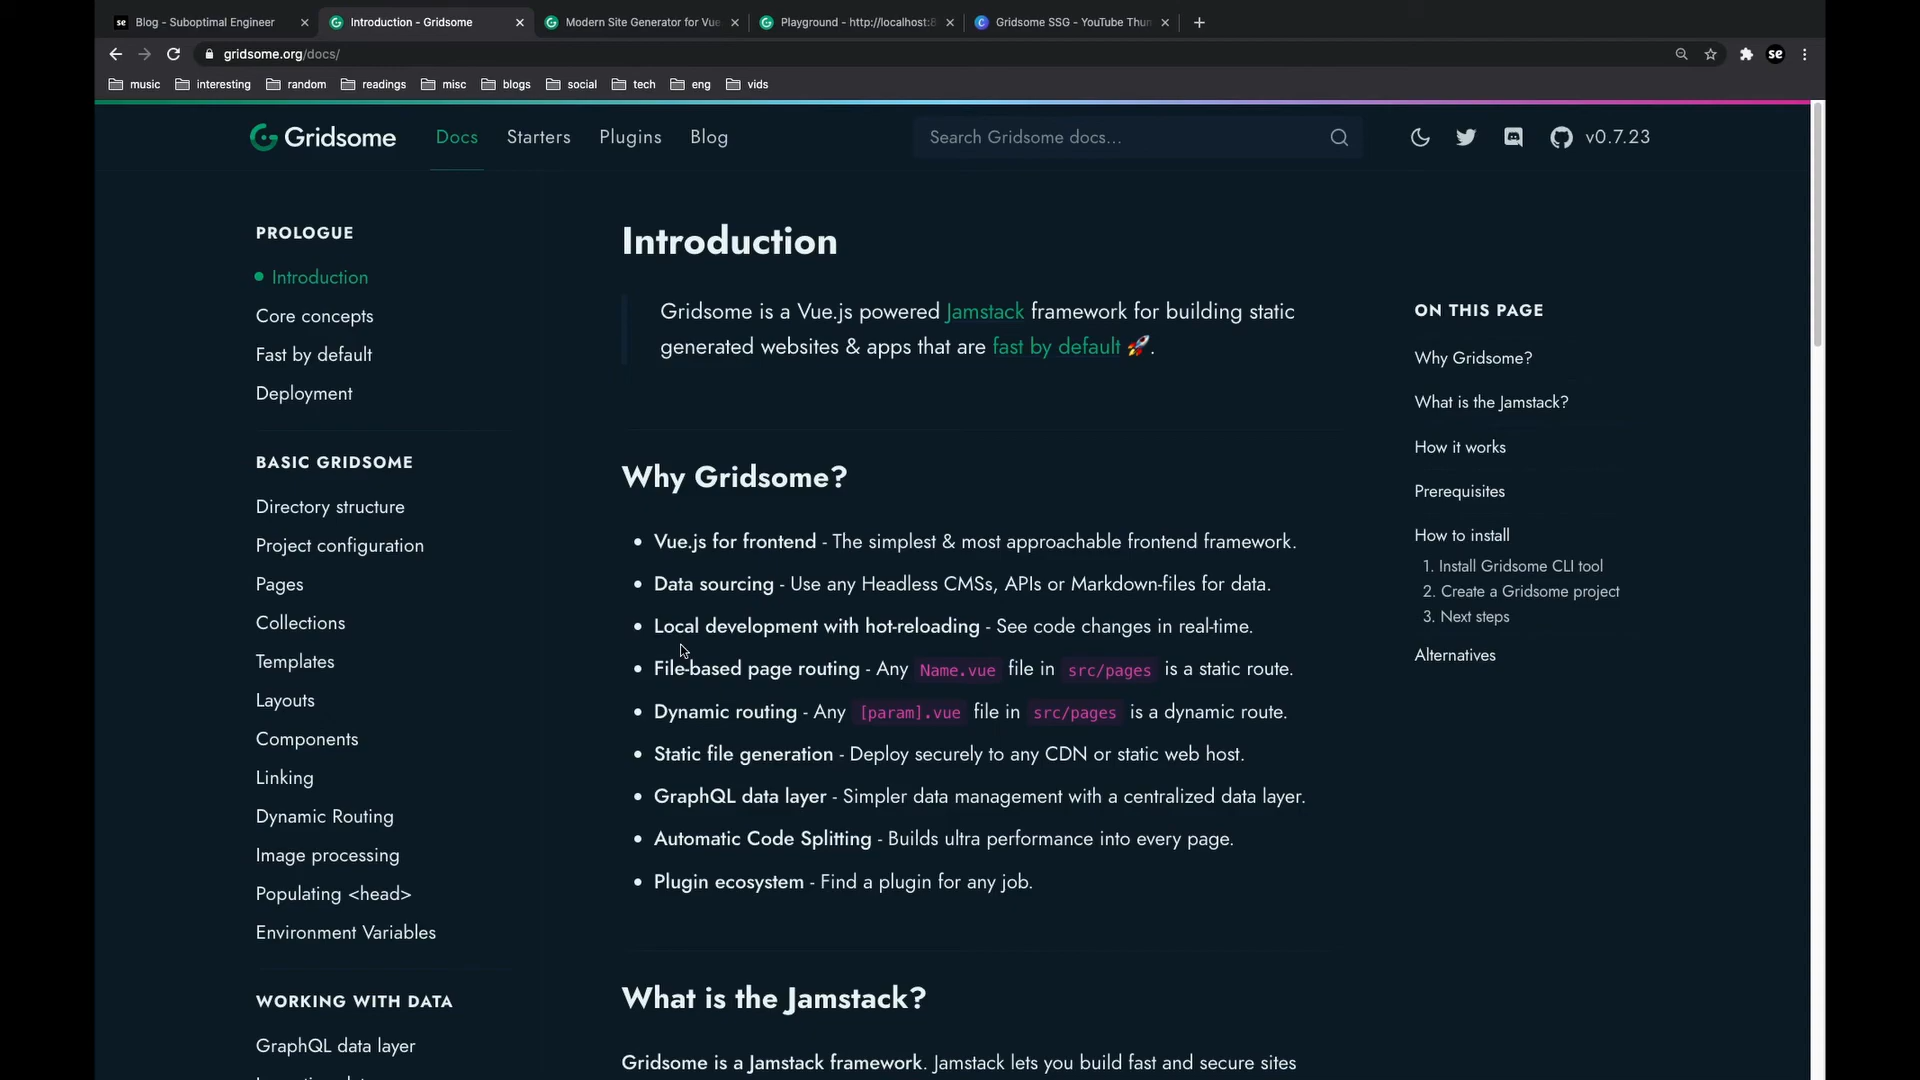 Blog - Suboptimal Engineer
Introduction - Gridsome
Modern Site Generator for Vue
Playground - http://localhost:8
Gridsome SSG - YouTube Thum
gridsome.org/docs/
se
music
interesting
random
readings
misc
blogs
social
tech
eng
vids
Gridsome
Docs
Starters
Plugins
Blog
Search Gridsome docs...
v0.7.23
PROLOGUE
Introduction
Core concepts
Fast by default
Deployment
BASIC GRIDSOME
Directory structure
Project configuration
Pages
Collections
Templates
Layouts
Components
Linking
Dynamic Routing
Image processing
Populating <head>
Environment Variables
WORKING WITH DATA
GraphQL data layer
Introduction
Gridsome is a Vue.js powered Jamstack framework for building static
generated websites & apps that are fast by default 🚀.
Why Gridsome?
• Vue.js for frontend - The simplest & most approachable frontend framework.
• Data sourcing - Use any Headless CMSs, APIs or Markdown-files for data.
• Local development with hot-reloading - See code changes in real-time.
• File-based page routing - Any Name.vue file in src/pages is a static route.
• Dynamic routing - Any [param].vue file in src/pages is a dynamic route.
• Static file generation - Deploy securely to any CDN or static web host.
• GraphQL data layer - Simpler data management with a centralized data layer.
• Automatic Code Splitting - Builds ultra performance into every page.
• Plugin ecosystem - Find a plugin for any job.
What is the Jamstack?
Gridsome is a Jamstack framework. Jamstack lets you build fast and secure sites
ON THIS PAGE
Why Gridsome?
What is the Jamstack?
How it works
Prerequisites
How to install
1. Install Gridsome CLI tool
2. Create a Gridsome project
3. Next steps
Alternatives